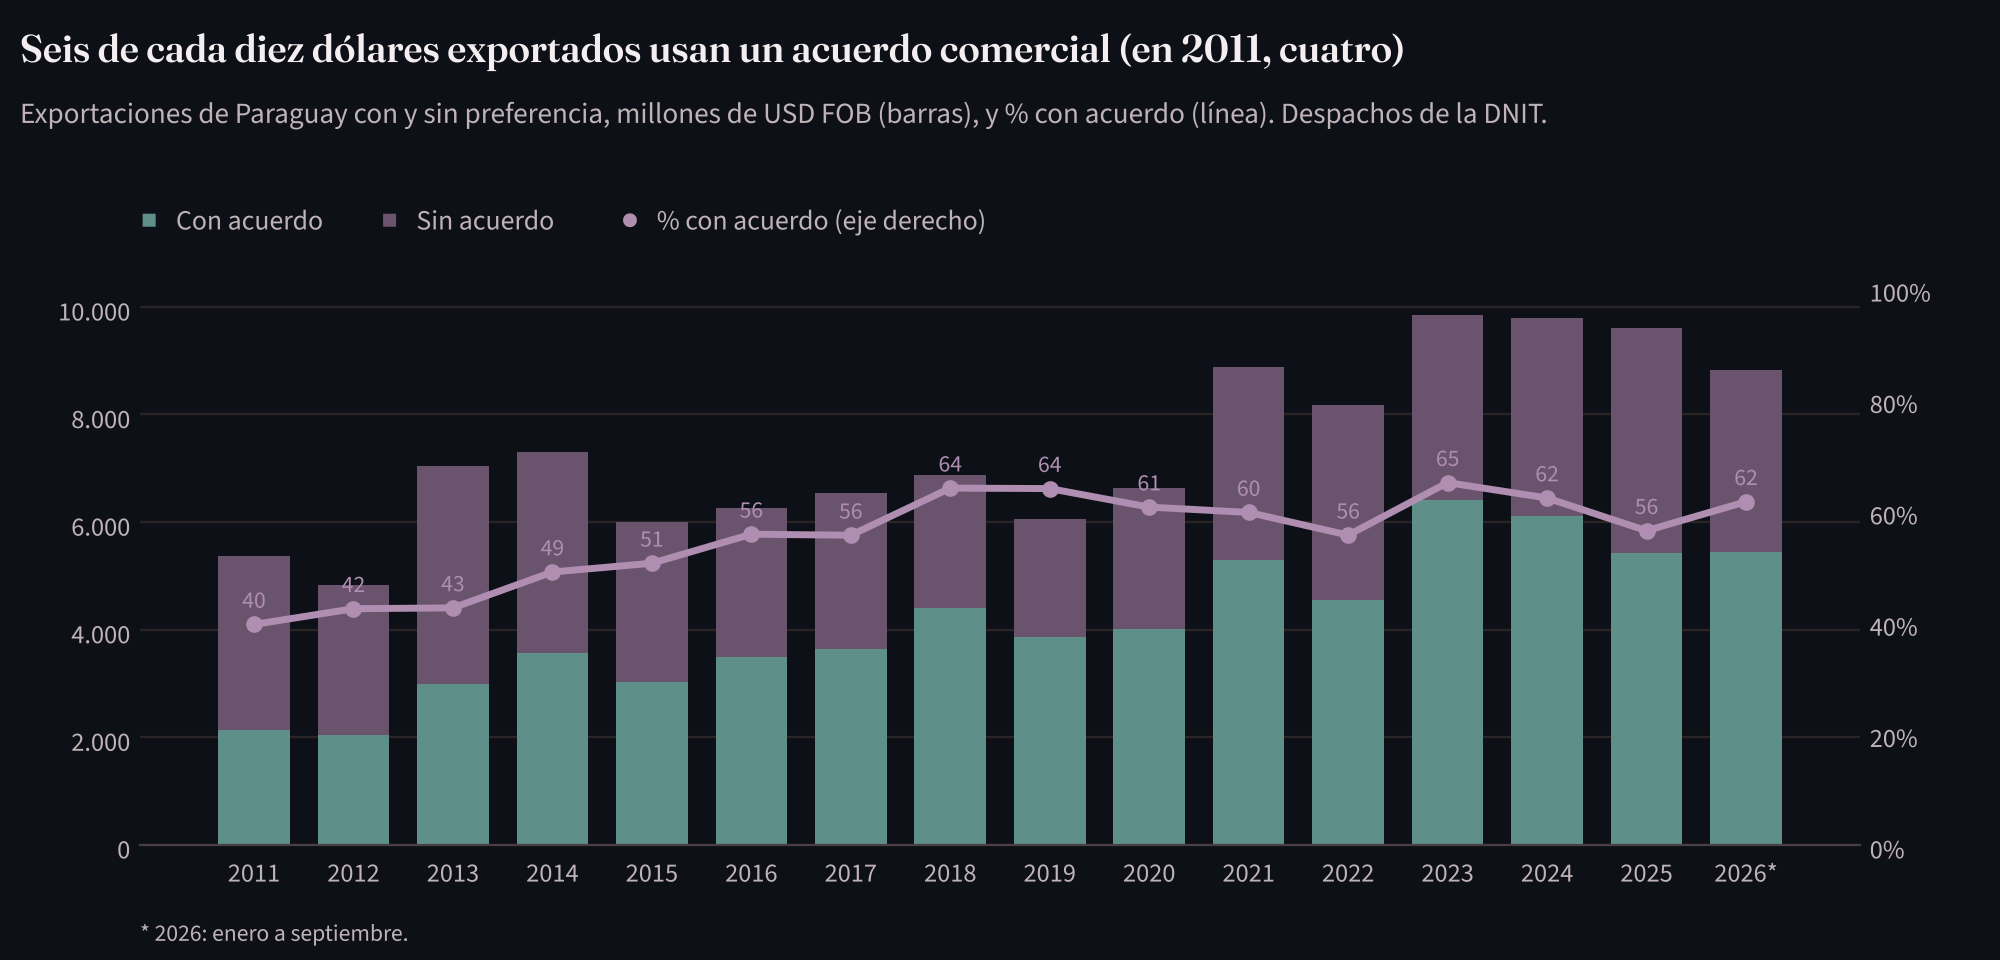 Seis de cada diez dólares exportados usan un acuerdo comercial (en 2011, cuatro)
Exportaciones de Paraguay con y sin preferencia, millones de USD FOB (barras), y % con acuerdo (línea). Despachos de la DNIT.
Con acuerdo Sin acuerdo % con acuerdo (eje derecho)
10.000 100%
8.000 80%
6.000 60%
4.000 40%
2.000 20%
0 0%
40 42 43 49 51 56 56 64 64 61 60 56 65 62 56 62
2011 2012 2013 2014 2015 2016 2017 2018 2019 2020 2021 2022 2023 2024 2025 2026*
* 2026: enero a septiembre.